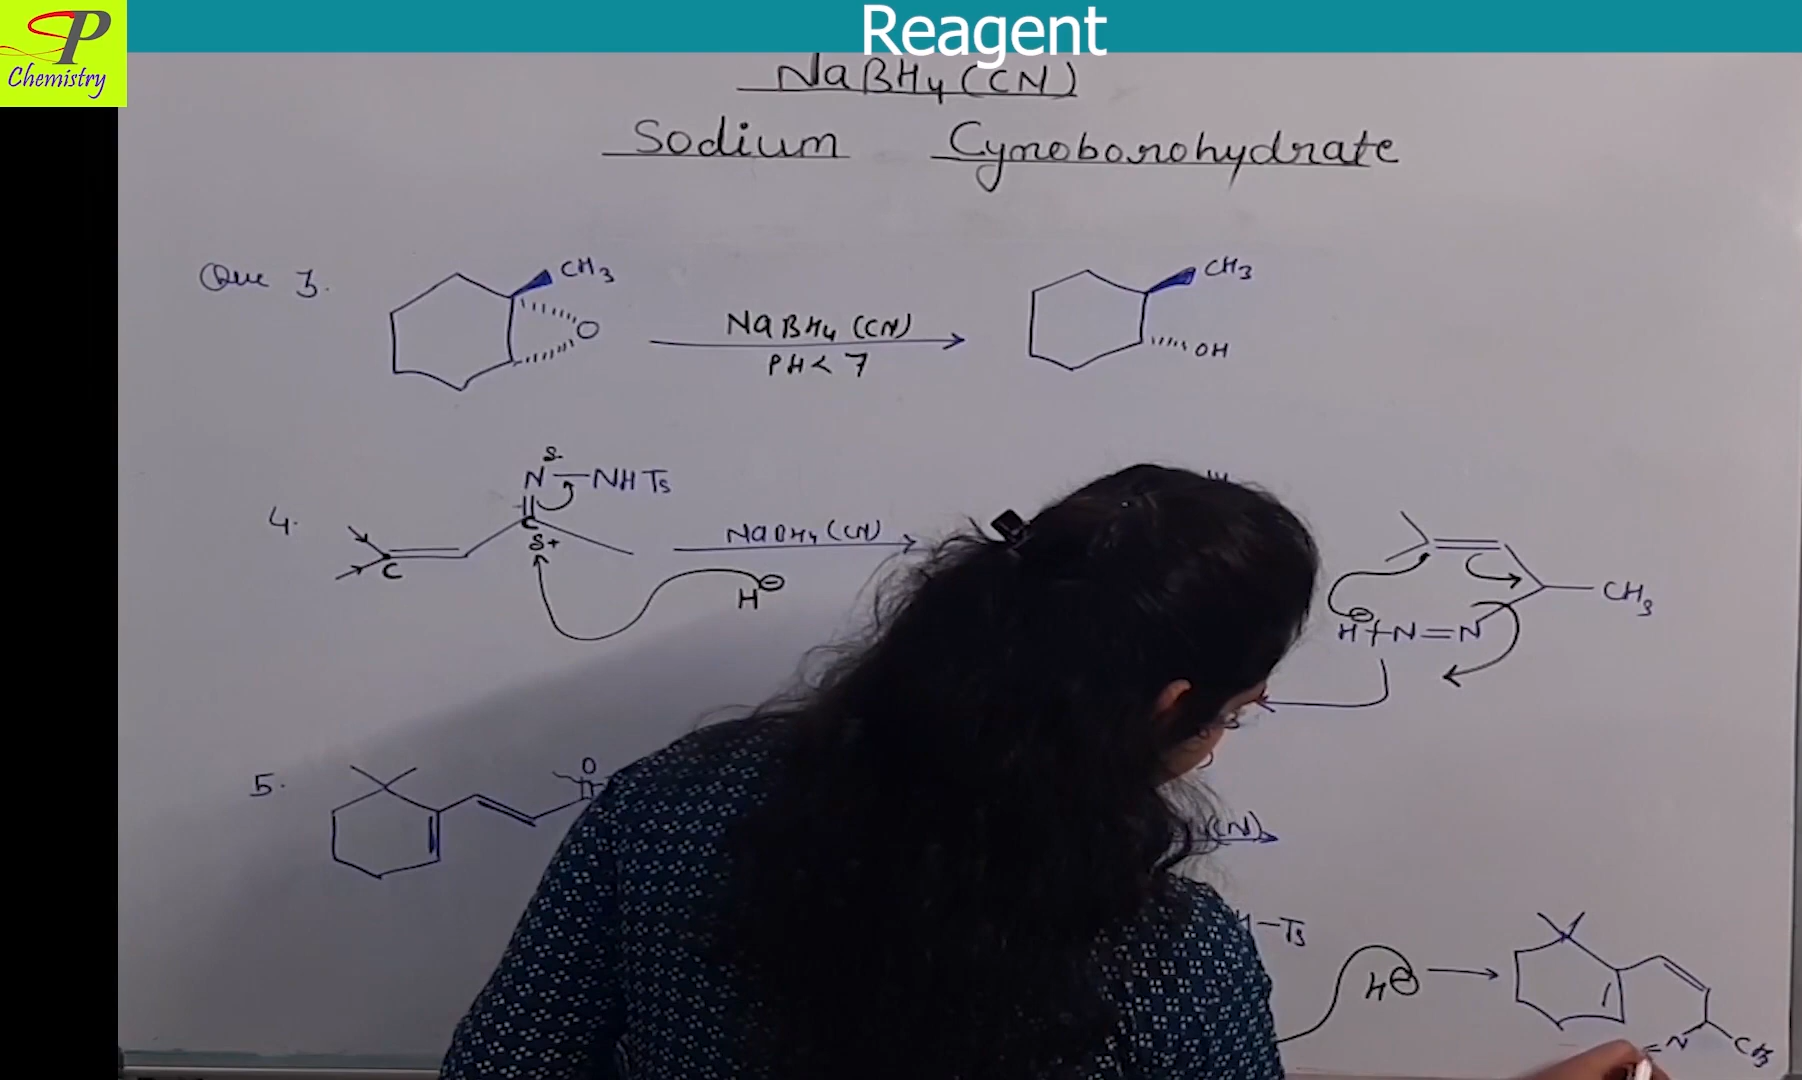 Reagent
SP
Chemistry
NaBH4(CN)
Sodium Cynoborohydrate
Que 3.
CH3
O
NaBH4(CN)
PH<7
CH3
OH
4.
δ-
N-NHTs
C
δ+
C
NaBH4(CN)
H⊖
CH3
⊖
H N=N
5.
O
(CN)
-Ts
H⊖
=N
CH3